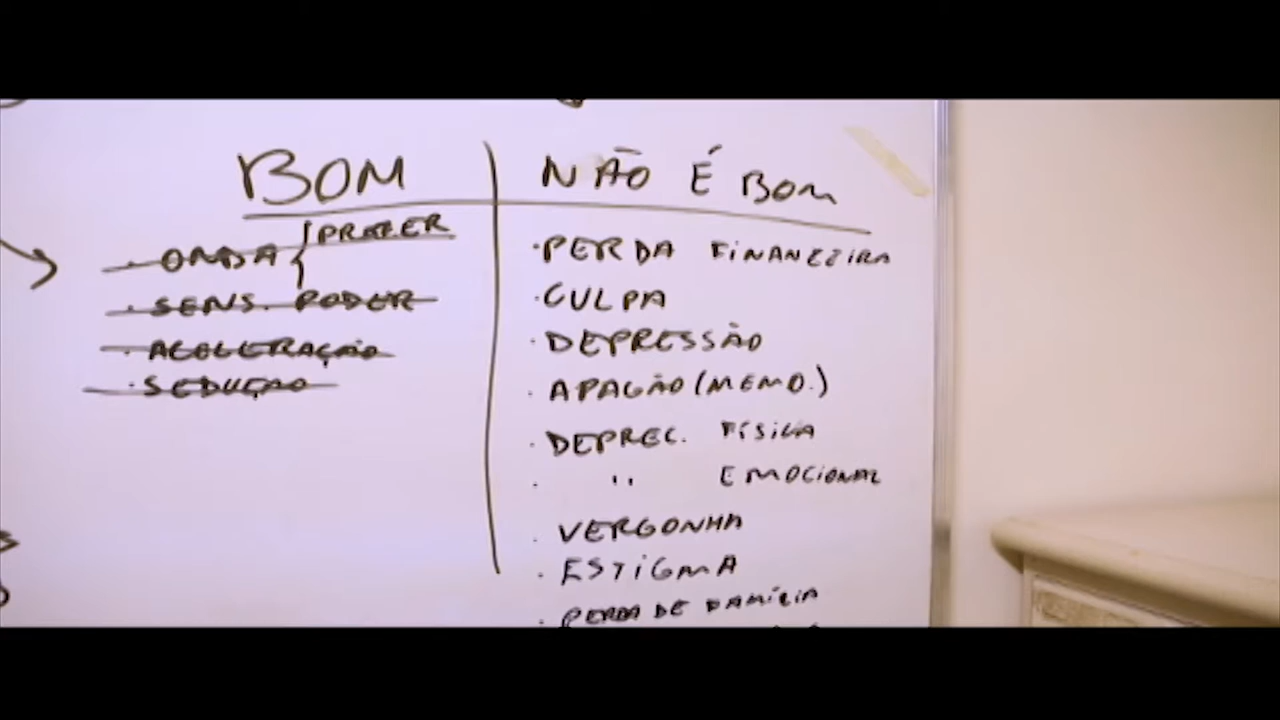 BOM
ONDA { PRAZER
· SENS. PODER
· ACELERAÇÃO
· SEDUÇÃO
NÃO É BOM
· PERDA FINANCEIRA
· CULPA
· DEPRESSÃO
· APAGÃO (MEMO.)
· DEPREC. FÍSICA
· " EMOCIONAL
· VERGONHA
· ESTIGMA
· PERDA DE FAMÍLIA